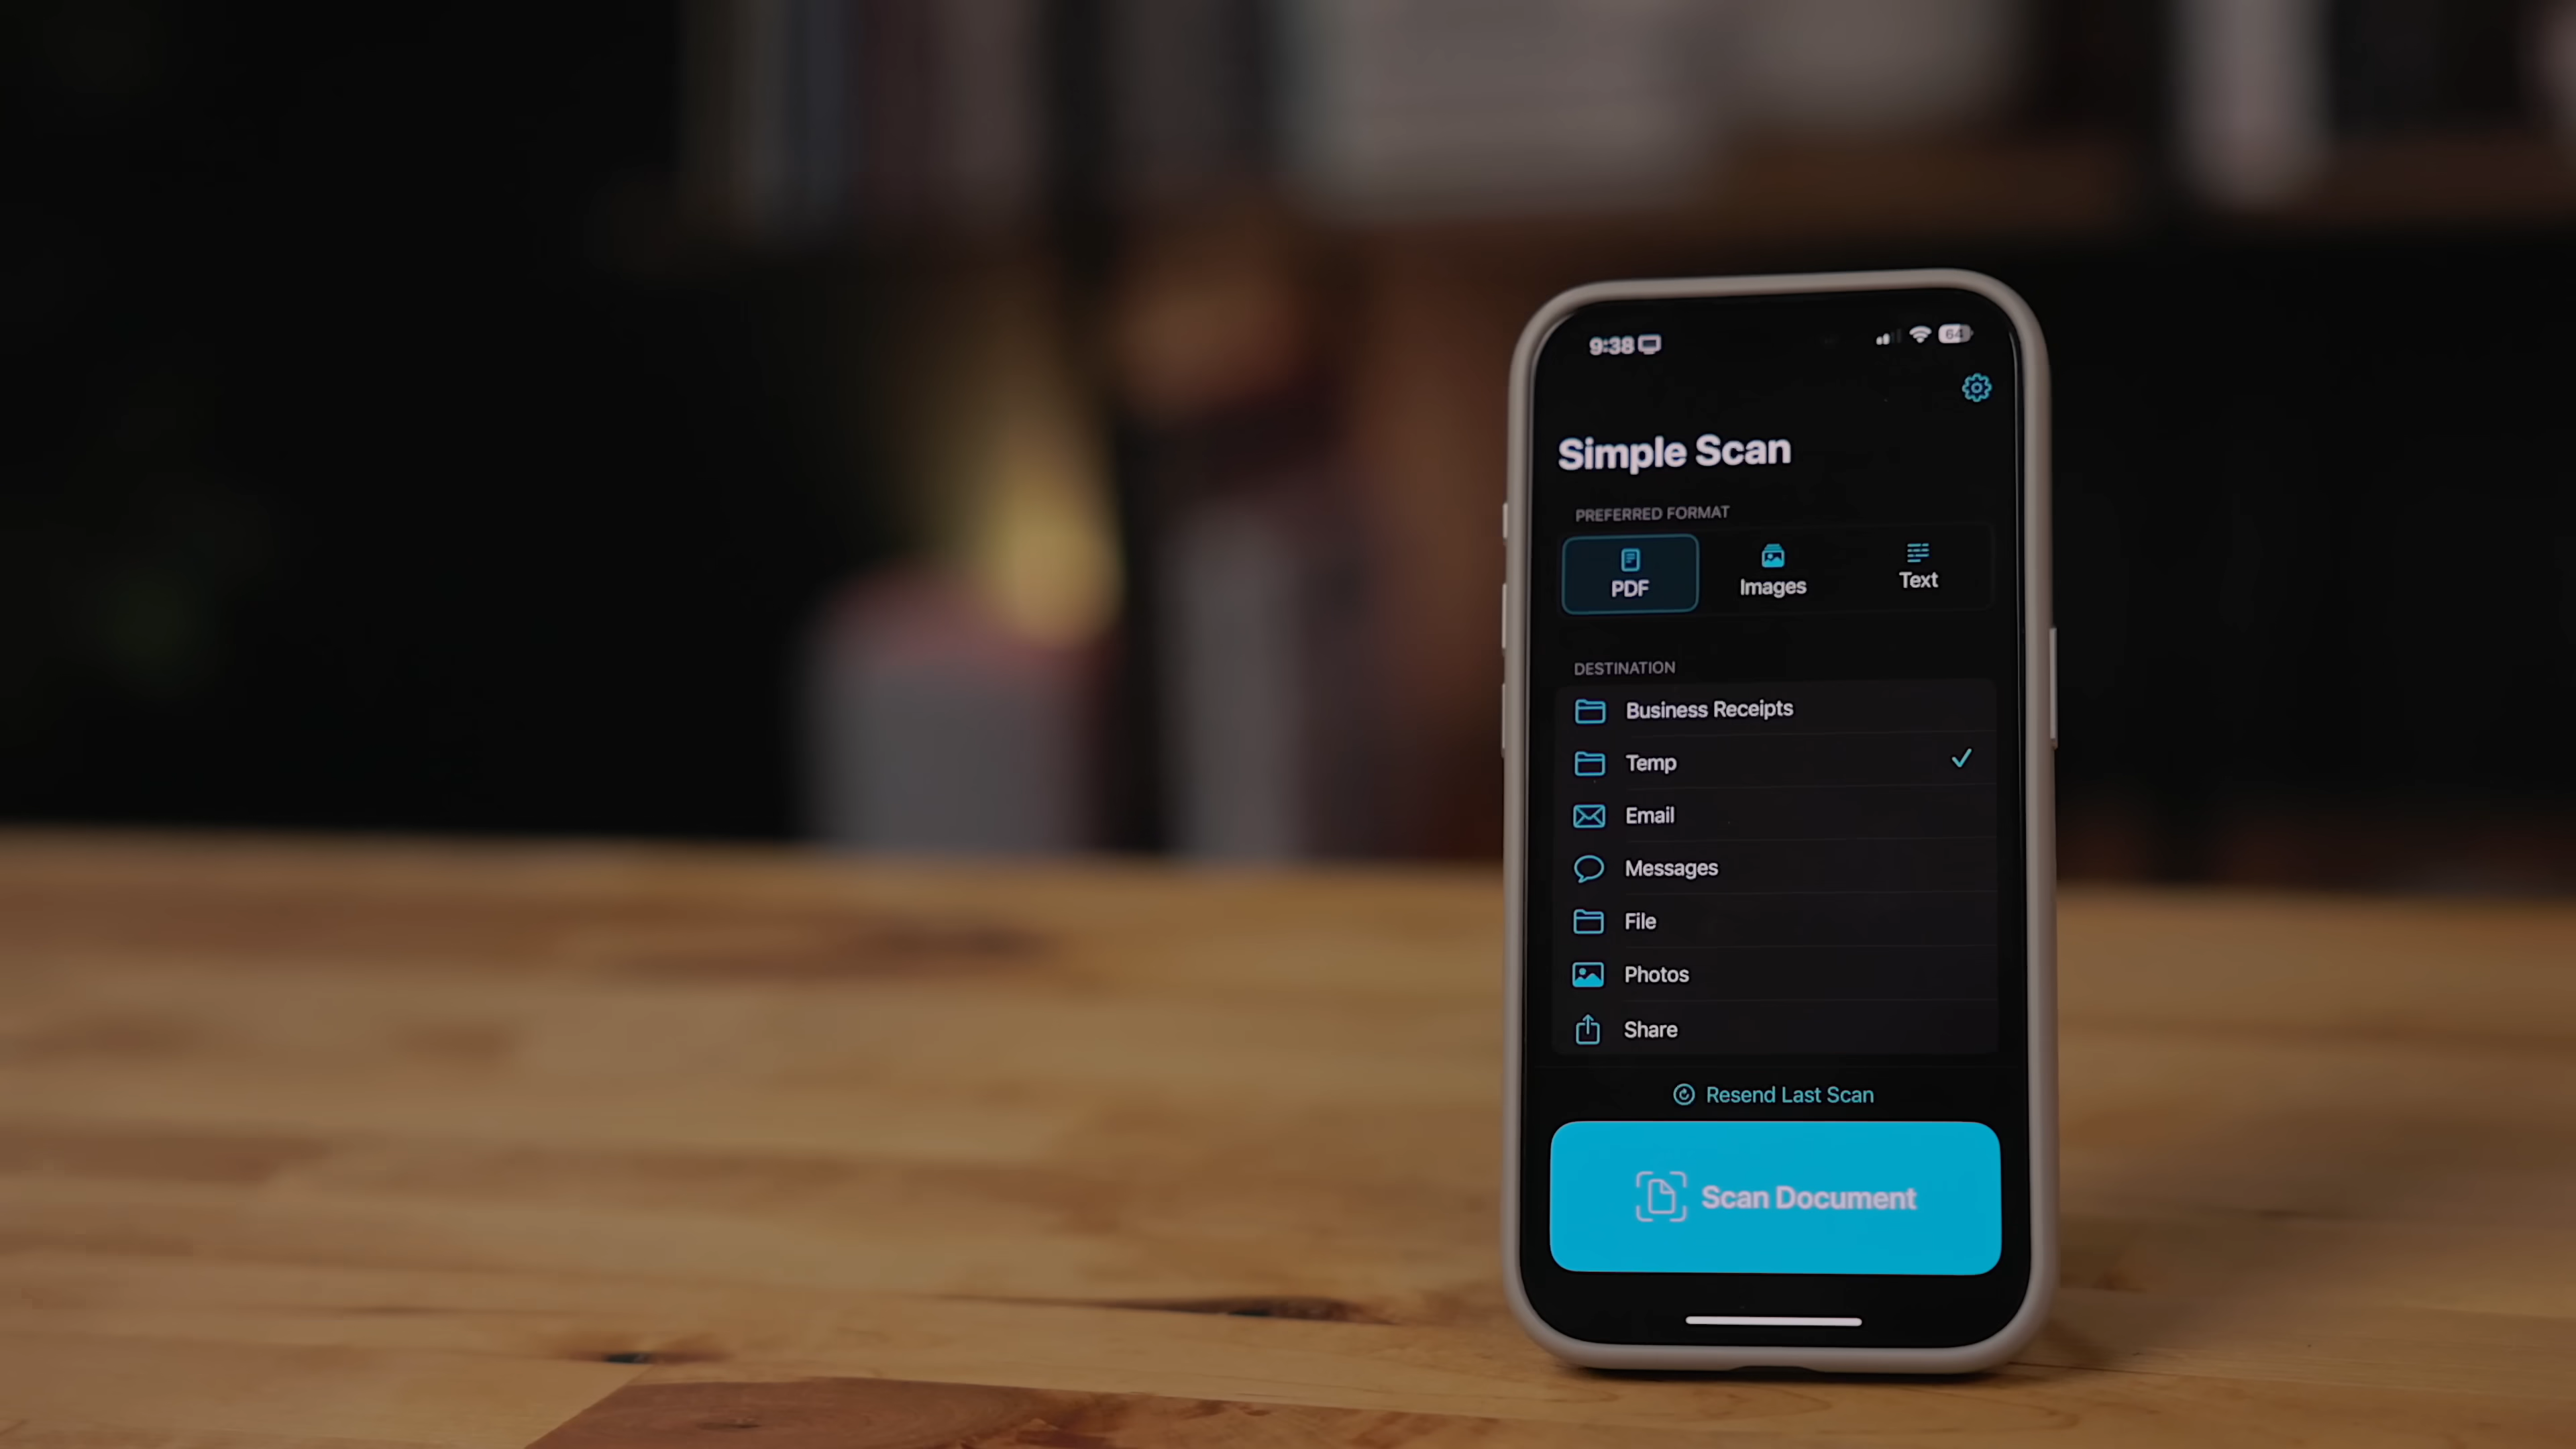 9:38
64
Simple Scan
PREFERRED FORMAT
PDF
Images
Text
DESTINATION
Business Receipts
Temp
Email
Messages
File
Photos
Share
Resend Last Scan
Scan Document